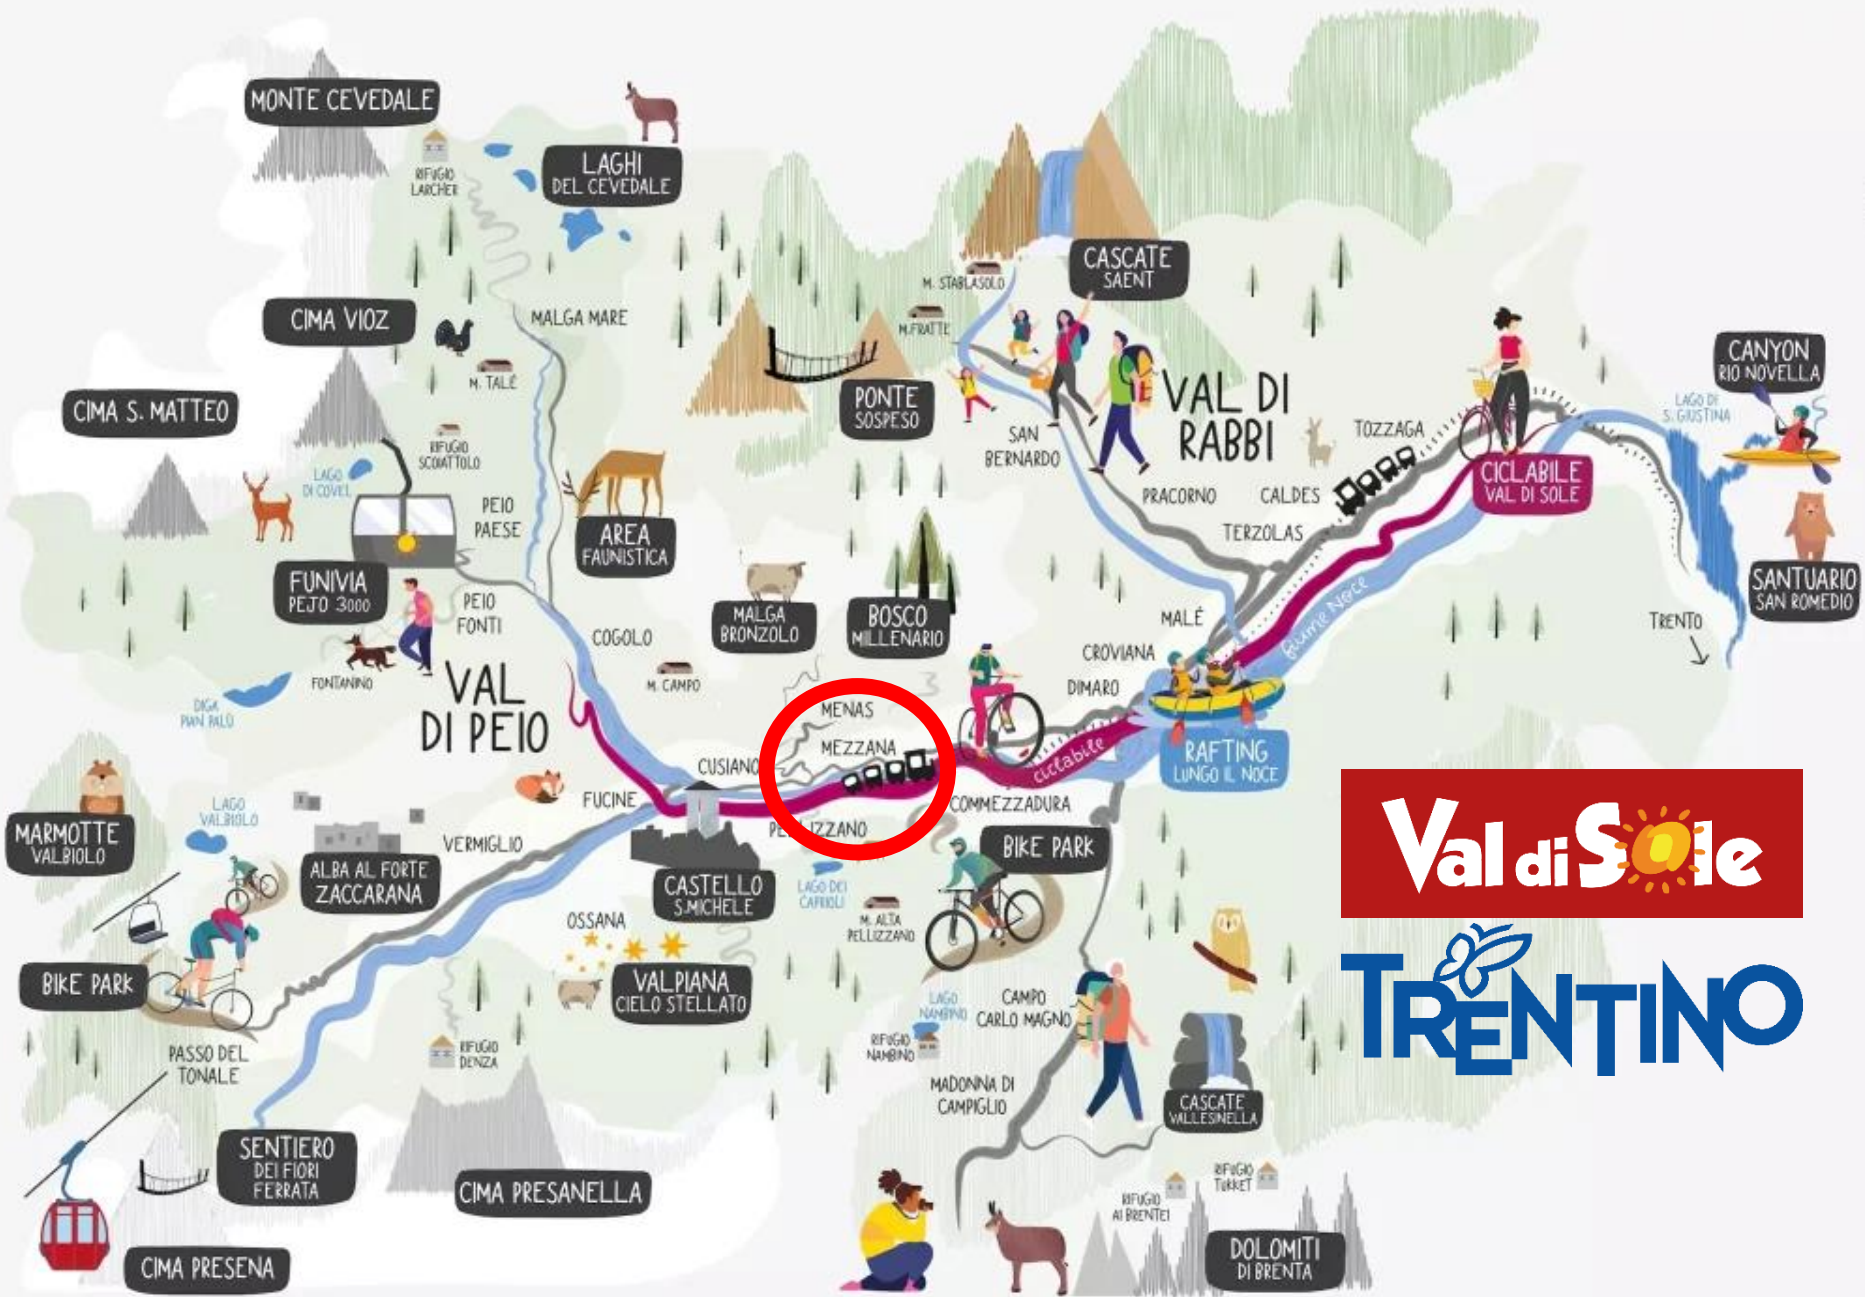 MONTE CEVEDALE
RIFUGIO
LARCHER
LAGHI
DEL CEVEDALE
CASCATE
SAENT
M. STABLASOLO
M.FRATTE
CIMA VIOZ
MALGA MARE
M. TALÉ
CIMA S. MATTEO
RIFUGIO
SCOIATTOLO
LAGO
DI COVEL
PONTE
SOSPESO
VAL DI
RABBI
SAN
BERNARDO
TOZZAGA
CANYON
RIO NOVELLA
LAGO DI
S. GIUSTINA
CICLABILE
VAL DI SOLE
PRACORNO
CALDES
TERZOLAS
PEIO
PAESE
AREA
FAUNISTICA
FUNIVIA
PEJO 3000
PEIO
FONTI
COGOLO
MALGA
BRONZOLO
BOSCO
MILLENARIO
MALÉ
fiume Noce
SANTUARIO
SAN ROMEDIO
TRENTO
CROVIANA
DIMARO
FONTANINO
M. CAMPO
DIGA
PIAN PALÙ
VAL
DI PEIO
MENAS
MEZZANA
CUSIANO
ciclabile
RAFTING
LUNGO IL NOCE
FUCINE
COMMEZZADURA
PELLIZZANO
LAGO
VALBIOLO
MARMOTTE
VALBIOLO
VERMIGLIO
ALBA AL FORTE
ZACCARANA
BIKE PARK
CASTELLO
S.MICHELE
LAGO DEI
CAPRIOLI
M. ALTA
PELLIZZANO
OSSANA
VALPIANA
CIELO STELLATO
BIKE PARK
LAGO
NAMBINO
CAMPO
CARLO MAGNO
RIFUGIO
NAMBINO
PASSO DEL
TONALE
RIFUGIO
DENZA
MADONNA DI
CAMPIGLIO
CASCATE
VALLESINELLA
SENTIERO
DEI FIORI
FERRATA
CIMA PRESANELLA
RIFUGIO
TUKKET
RIFUGIO
AI BRENTEI
DOLOMITI
DI BRENTA
CIMA PRESENA
Val di Sole
TRENTINO